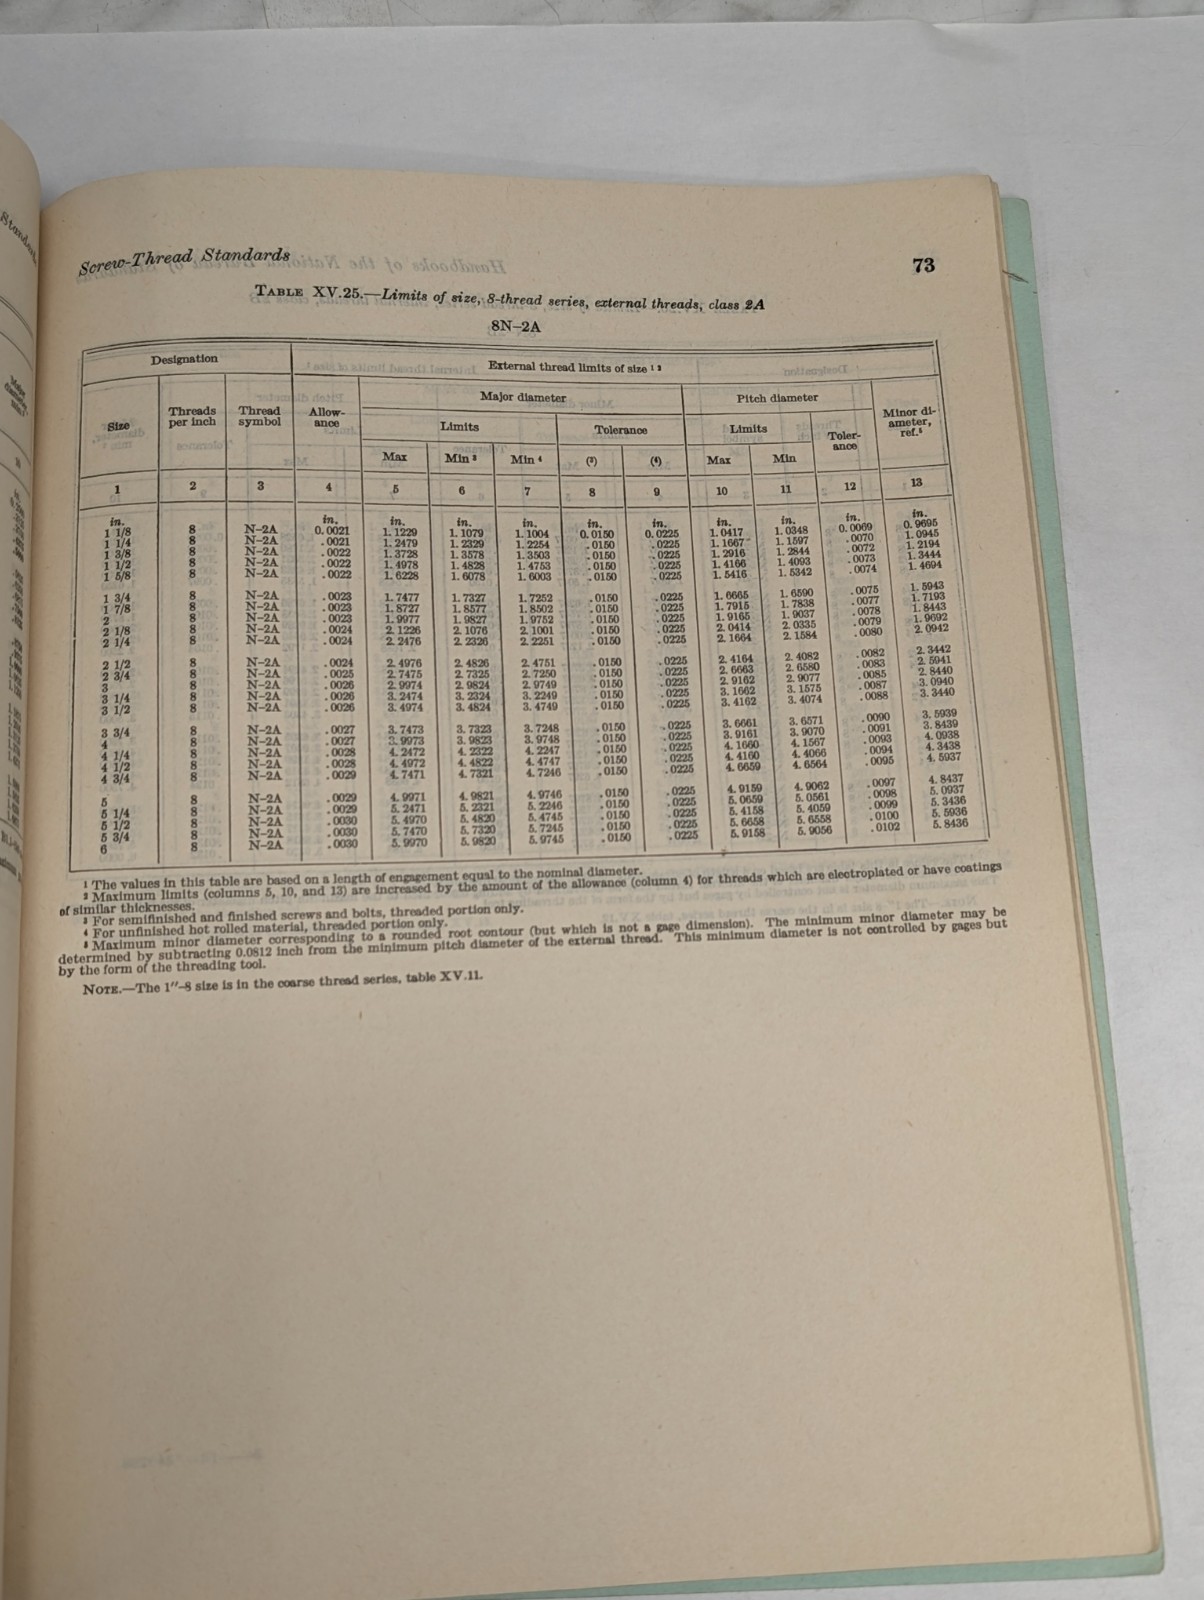 Screw-Thread Standards 73
TABLE XV.25.—Limits of size, 8-thread series, external threads, class 2A
8N–2A
Designation External thread limits of size 1 2
Size Threads per inch Thread symbol Allow-ance Major diameter Pitch diameter Minor di-ameter, ref.5
Limits Tolerance Limits Toler-ance
Max Min 3 Min 4 (3) (4) Max Min
1 2 3 4 5 6 7 8 9 10 11 12 13
in. in. in. in. in. in. in. in. in. in. in.
1 1/8 8 N–2A 0.0021 1.1229 1.1079 1.1004 0.0150 0.0225 1.0417 1.0348 0.0069 0.9695
1 1/4 8 N–2A .0021 1.2479 1.2329 1.2254 .0150 .0225 1.1667 1.1597 .0070 1.0945
1 3/8 8 N–2A .0022 1.3728 1.3578 1.3503 .0150 .0225 1.2916 1.2844 .0072 1.2194
1 1/2 8 N–2A .0022 1.4978 1.4828 1.4753 .0150 .0225 1.4166 1.4093 .0073 1.3444
1 5/8 8 N–2A .0022 1.6228 1.6078 1.6003 .0150 .0225 1.5416 1.5342 .0074 1.4694
1 3/4 8 N–2A .0023 1.7477 1.7327 1.7252 .0150 .0225 1.6665 1.6590 .0075 1.5943
1 7/8 8 N–2A .0023 1.8727 1.8577 1.8502 .0150 .0225 1.7915 1.7838 .0077 1.7193
2 8 N–2A .0023 1.9977 1.9827 1.9752 .0150 .0225 1.9165 1.9037 .0078 1.8443
2 1/8 8 N–2A .0024 2.1226 2.1076 2.1001 .0150 .0225 2.0414 2.0335 .0079 1.9692
2 1/4 8 N–2A .0024 2.2476 2.2326 2.2251 .0150 .0225 2.1664 2.1584 .0080 2.0942
2 1/2 8 N–2A .0024 2.4976 2.4826 2.4751 .0150 .0225 2.4164 2.4082 .0082 2.3442
2 3/4 8 N–2A .0025 2.7475 2.7325 2.7250 .0150 .0225 2.6663 2.6580 .0083 2.5941
3 8 N–2A .0026 2.9974 2.9824 2.9749 .0150 .0225 2.9162 2.9077 .0085 2.8440
3 1/4 8 N–2A .0026 3.2474 3.2324 3.2249 .0150 .0225 3.1662 3.1575 .0087 3.0940
3 1/2 8 N–2A .0026 3.4974 3.4824 3.4749 .0150 .0225 3.4162 3.4074 .0088 3.3440
3 3/4 8 N–2A .0027 3.7473 3.7323 3.7248 .0150 .0225 3.6661 3.6571 .0090 3.5939
4 8 N–2A .0027 3.9973 3.9823 3.9748 .0150 .0225 3.9161 3.9070 .0091 3.8439
4 1/4 8 N–2A .0028 4.2472 4.2322 4.2247 .0150 .0225 4.1660 4.1567 .0093 4.0938
4 1/2 8 N–2A .0028 4.4972 4.4822 4.4747 .0150 .0225 4.4160 4.4066 .0094 4.3438
4 3/4 8 N–2A .0029 4.7471 4.7321 4.7246 .0150 .0225 4.6659 4.6564 .0095 4.5937
5 8 N–2A .0029 4.9971 4.9821 4.9746 .0150 .0225 4.9159 4.9062 .0097 4.8437
5 1/4 8 N–2A .0029 5.2471 5.2321 5.2246 .0150 .0225 5.0659 5.0561 .0098 5.0937
5 1/2 8 N–2A .0030 5.4970 5.4820 5.4745 .0150 .0225 5.4158 5.4059 .0099 5.3436
5 3/4 8 N–2A .0030 5.7470 5.7320 5.7245 .0150 .0225 5.6658 5.6558 .0100 5.5936
6 8 N–2A .0030 5.9970 5.9820 5.9745 .0150 .0225 5.9158 5.9056 .0102 5.8436
1 The values in this table are based on a length of engagement equal to the nominal diameter.
2 Maximum limits (columns 5, 10, and 13) are increased by the amount of the allowance (column 4) for threads which are electroplated or have coatings
of similar thicknesses.
3 For semifinished and finished screws and bolts, threaded portion only.
4 For unfinished hot rolled material, threaded portion only.
5 Maximum minor diameter corresponding to a rounded root contour (but which is not a gage dimension). The minimum minor diameter may be
determined by subtracting 0.0812 inch from the minimum pitch diameter of the external thread. This minimum diameter is not controlled by gages but
by the form of the threading tool.
NOTE.—The 1″–8 size is in the coarse thread series, table XV.11.